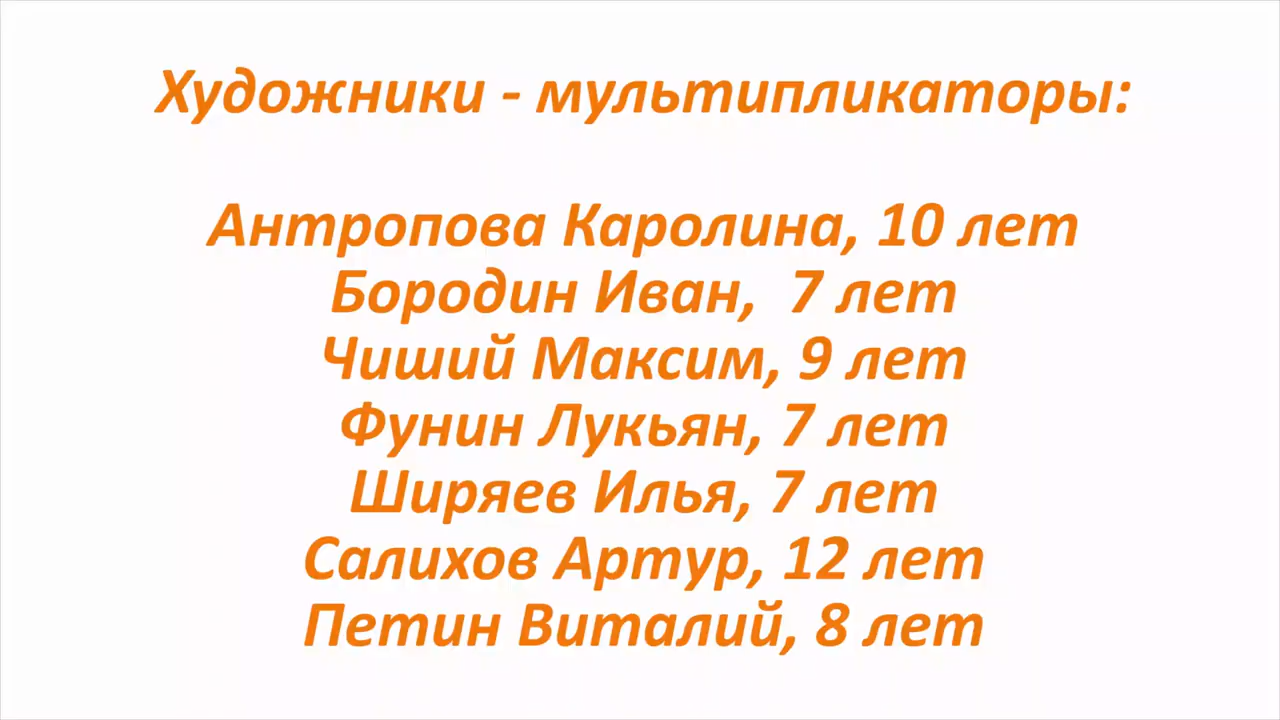 Художники - мультипликаторы:
Антропова Каролина, 10 лет
Бородин Иван,  7 лет
Чиший Максим, 9 лет
Фунин Лукьян, 7 лет
Ширяев Илья, 7 лет
Салихов Артур, 12 лет
Петин Виталий, 8 лет